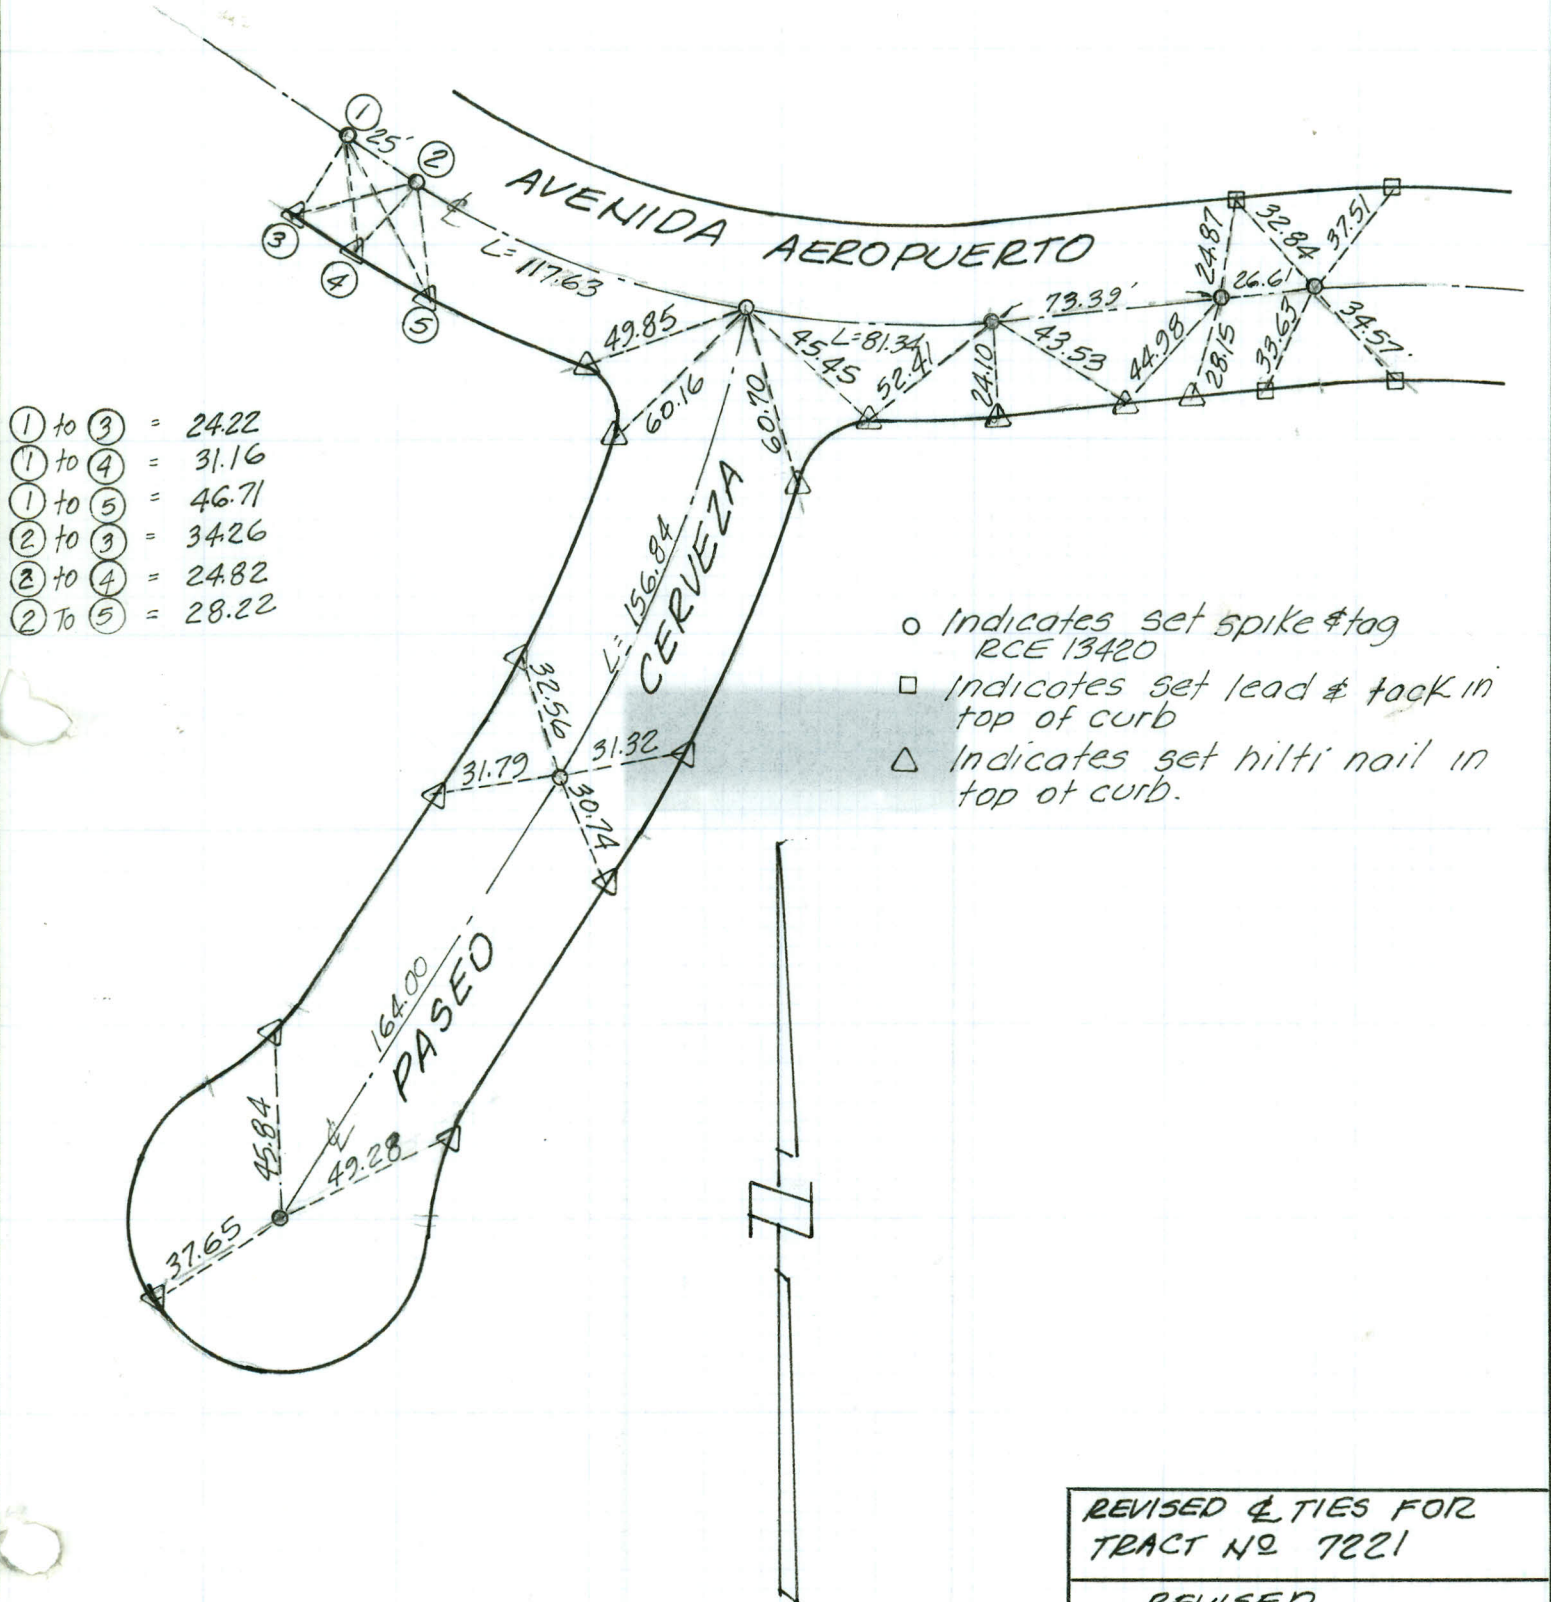 ①
25'
②
℄
AVENIDA AEROPUERTO
L= 117.63
③
④
⑤
49.85
60.16
60.70
45.45
L=81.34
52.41
24.10
73.39'
43.53
44.98
28.15
24.87
32.84
37.51
26.61
33.63
34.57
① to ③ = 24.22
① to ④ = 31.16
① to ⑤ = 46.71
② to ③ = 34.26
② to ④ = 24.82
② To ⑤ = 28.22
L= 156.84
CERVEZA
○ Indicates set spike & tag
RCE 13420
□ Indicates set lead & tack in
top of curb
△ Indicates set hilti nail in
top of curb.
32.56
31.79
31.32
30.74
164.00
PASEO
℄
45.84
49.28
37.65
REVISED ℄ TIES FOR
TRACT Nº 7221
REVISED